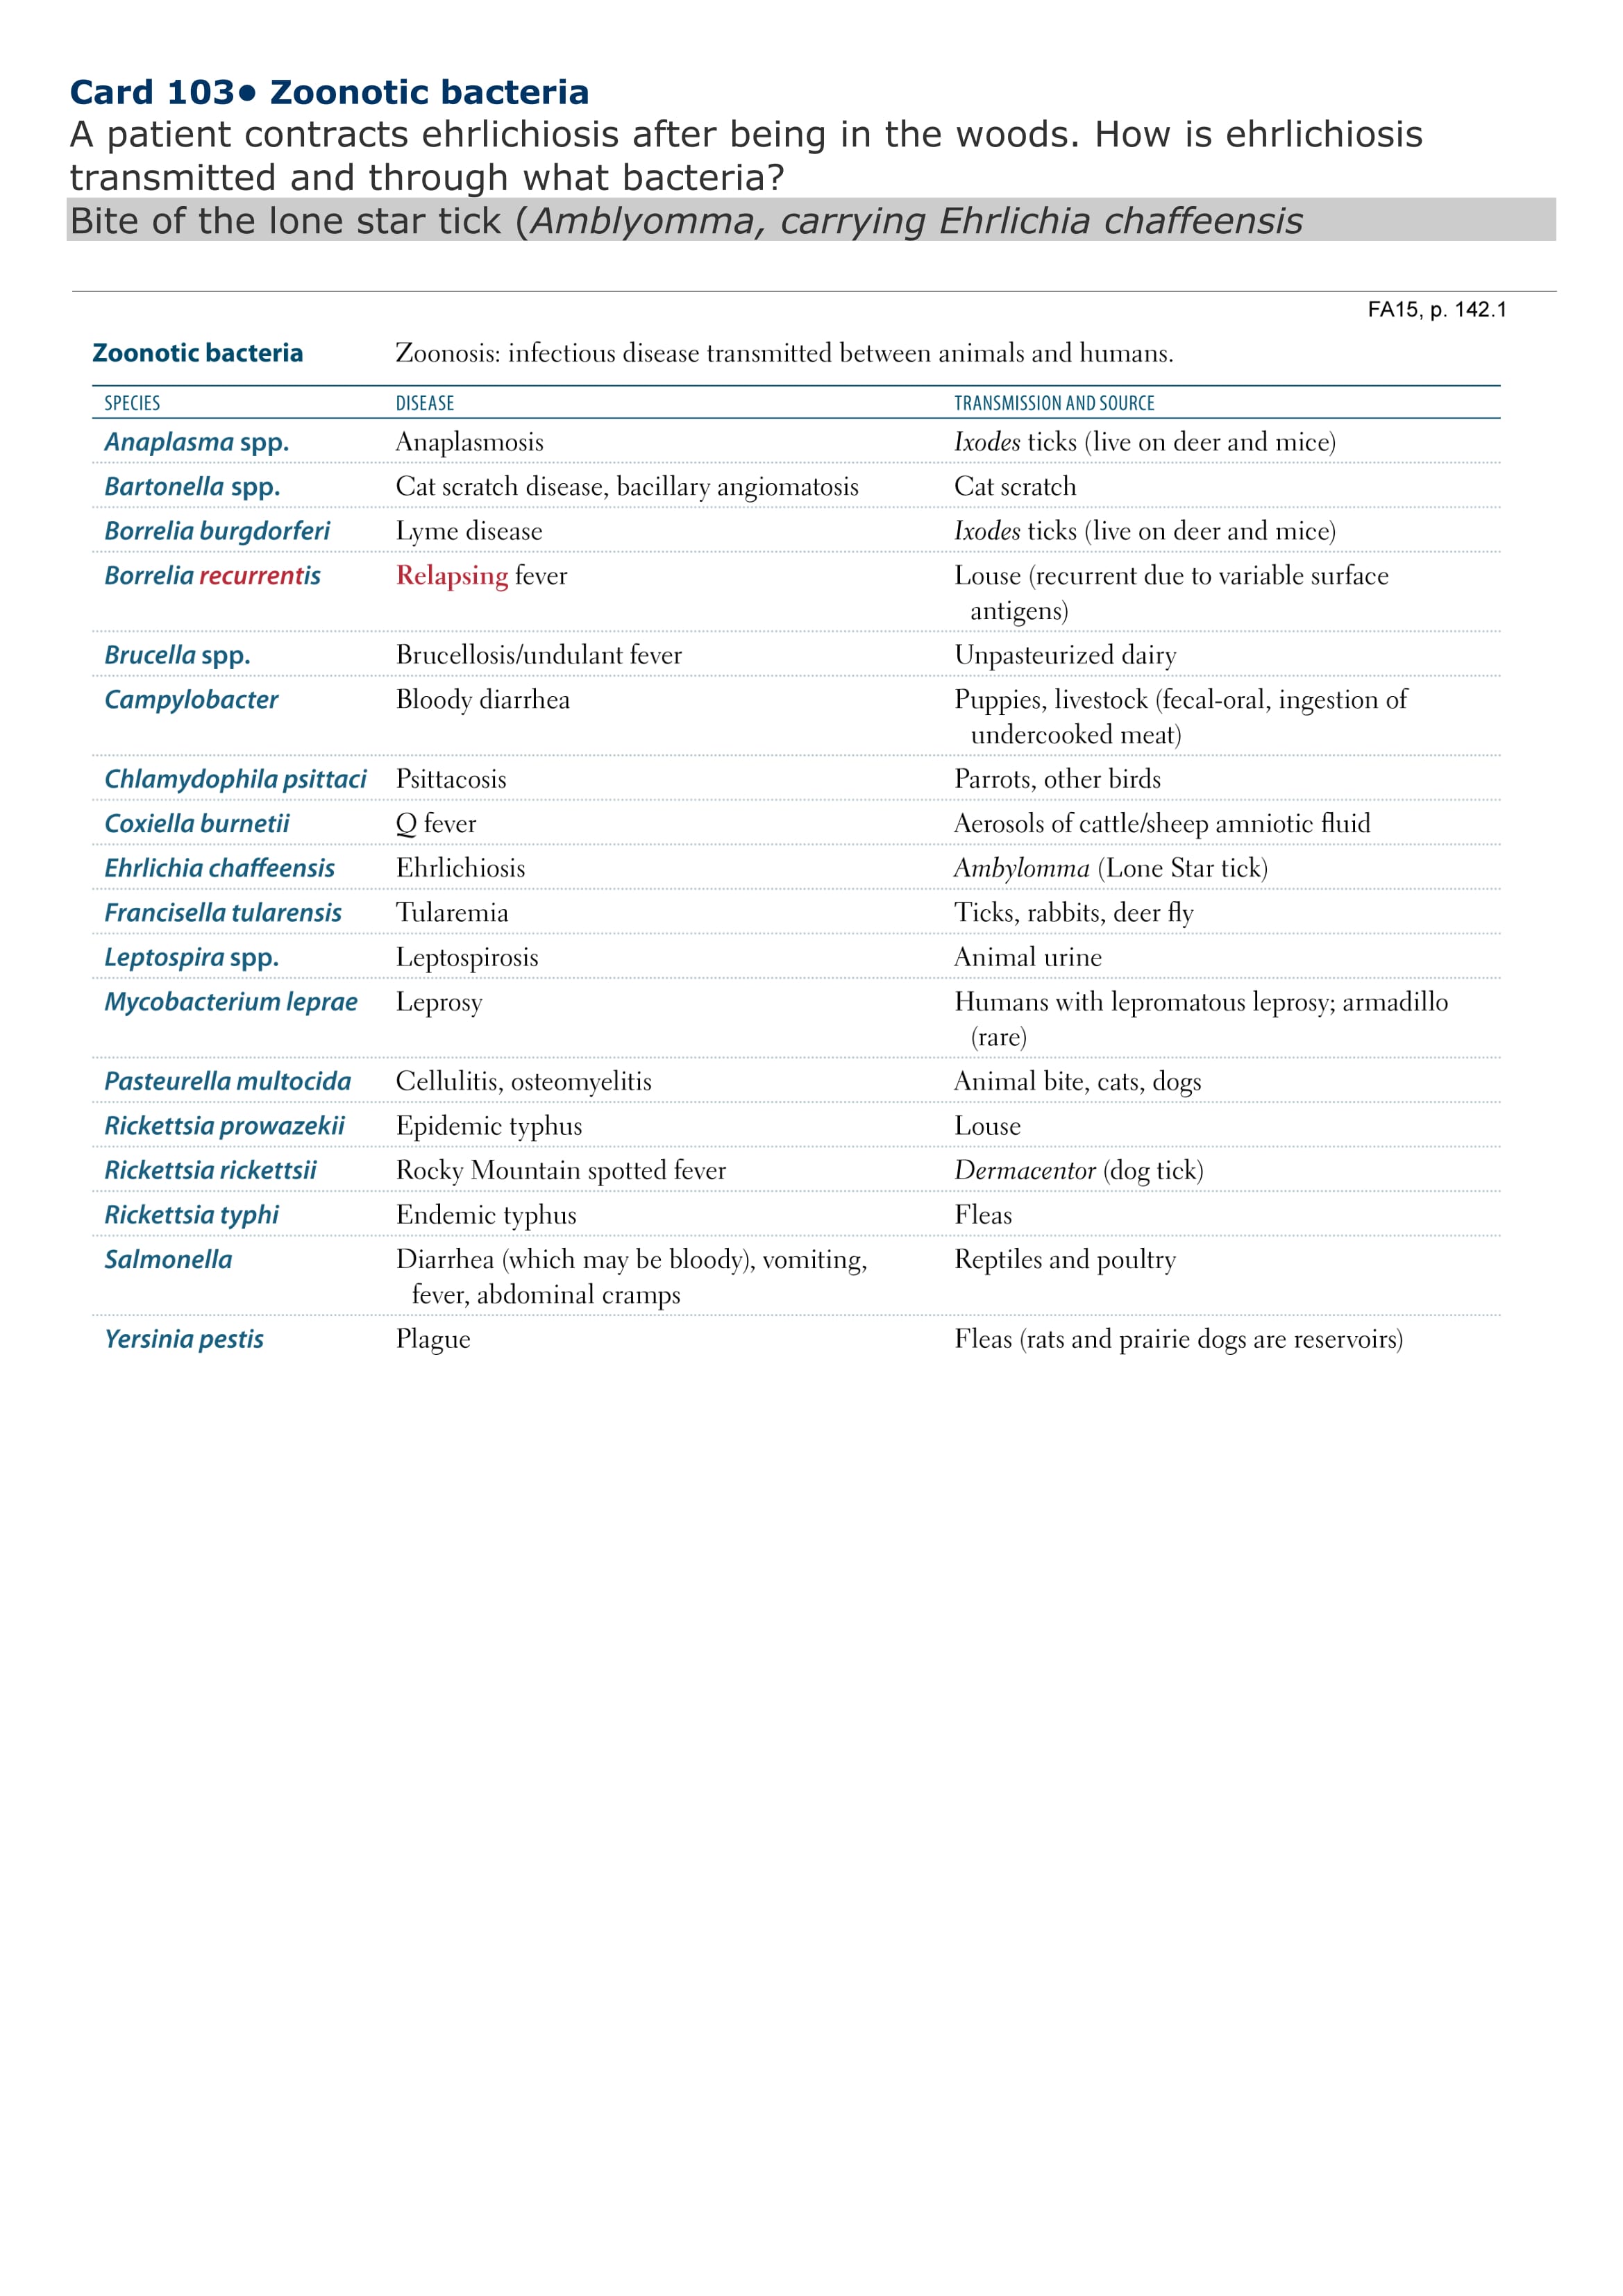 Card 103• Zoonotic bacteria
A patient contracts ehrlichiosis after being in the woods. How is ehrlichiosis
transmitted and through what bacteria?
Bite of the lone star tick (Amblyomma, carrying Ehrlichia chaffeensis
FA15, p. 142.1
Zoonotic bacteria Zoonosis: infectious disease transmitted between animals and humans.
SPECIES DISEASE TRANSMISSION AND SOURCE
Anaplasma spp. Anaplasmosis Ixodes ticks (live on deer and mice)
Bartonella spp. Cat scratch disease, bacillary angiomatosis Cat scratch
Borrelia burgdorferi Lyme disease Ixodes ticks (live on deer and mice)
Borrelia recurrentis Relapsing fever Louse (recurrent due to variable surface
antigens)
Brucella spp. Brucellosis/undulant fever Unpasteurized dairy
Campylobacter Bloody diarrhea Puppies, livestock (fecal-oral, ingestion of
undercooked meat)
Chlamydophila psittaci Psittacosis Parrots, other birds
Coxiella burnetii Q fever Aerosols of cattle/sheep amniotic fluid
Ehrlichia chaffeensis Ehrlichiosis Ambylomma (Lone Star tick)
Francisella tularensis Tularemia Ticks, rabbits, deer fly
Leptospira spp. Leptospirosis Animal urine
Mycobacterium leprae Leprosy Humans with lepromatous leprosy; armadillo
(rare)
Pasteurella multocida Cellulitis, osteomyelitis Animal bite, cats, dogs
Rickettsia prowazekii Epidemic typhus Louse
Rickettsia rickettsii Rocky Mountain spotted fever Dermacentor (dog tick)
Rickettsia typhi Endemic typhus Fleas
Salmonella Diarrhea (which may be bloody), vomiting, Reptiles and poultry
fever, abdominal cramps
Yersinia pestis Plague Fleas (rats and prairie dogs are reservoirs)